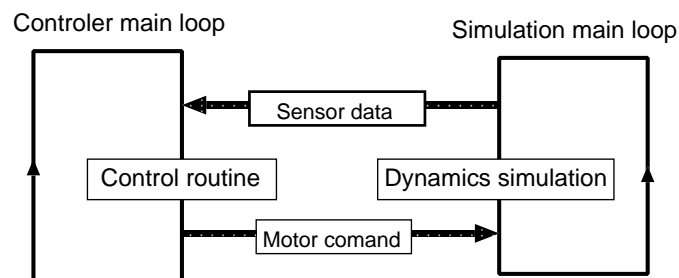 Controler main loop
Simulation main loop
Sensor data
Control routine
Dynamics simulation
Motor comand